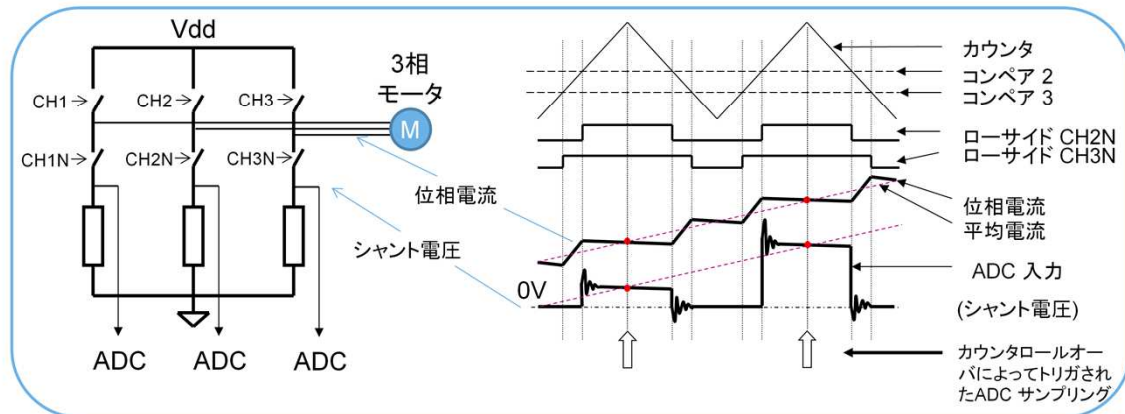 Vdd
3相
モータ
M
CH1
CH2
CH3
CH1N
CH2N
CH3N
位相電流
シャント電圧
ADC
ADC
ADC
カウンタ
コンペア 2
コンペア 3
ローサイド CH2N
ローサイド CH3N
位相電流
平均電流
0V
ADC 入力
(シャント電圧)
カウンタロールオー
バによってトリガされ
たADC サンプリング